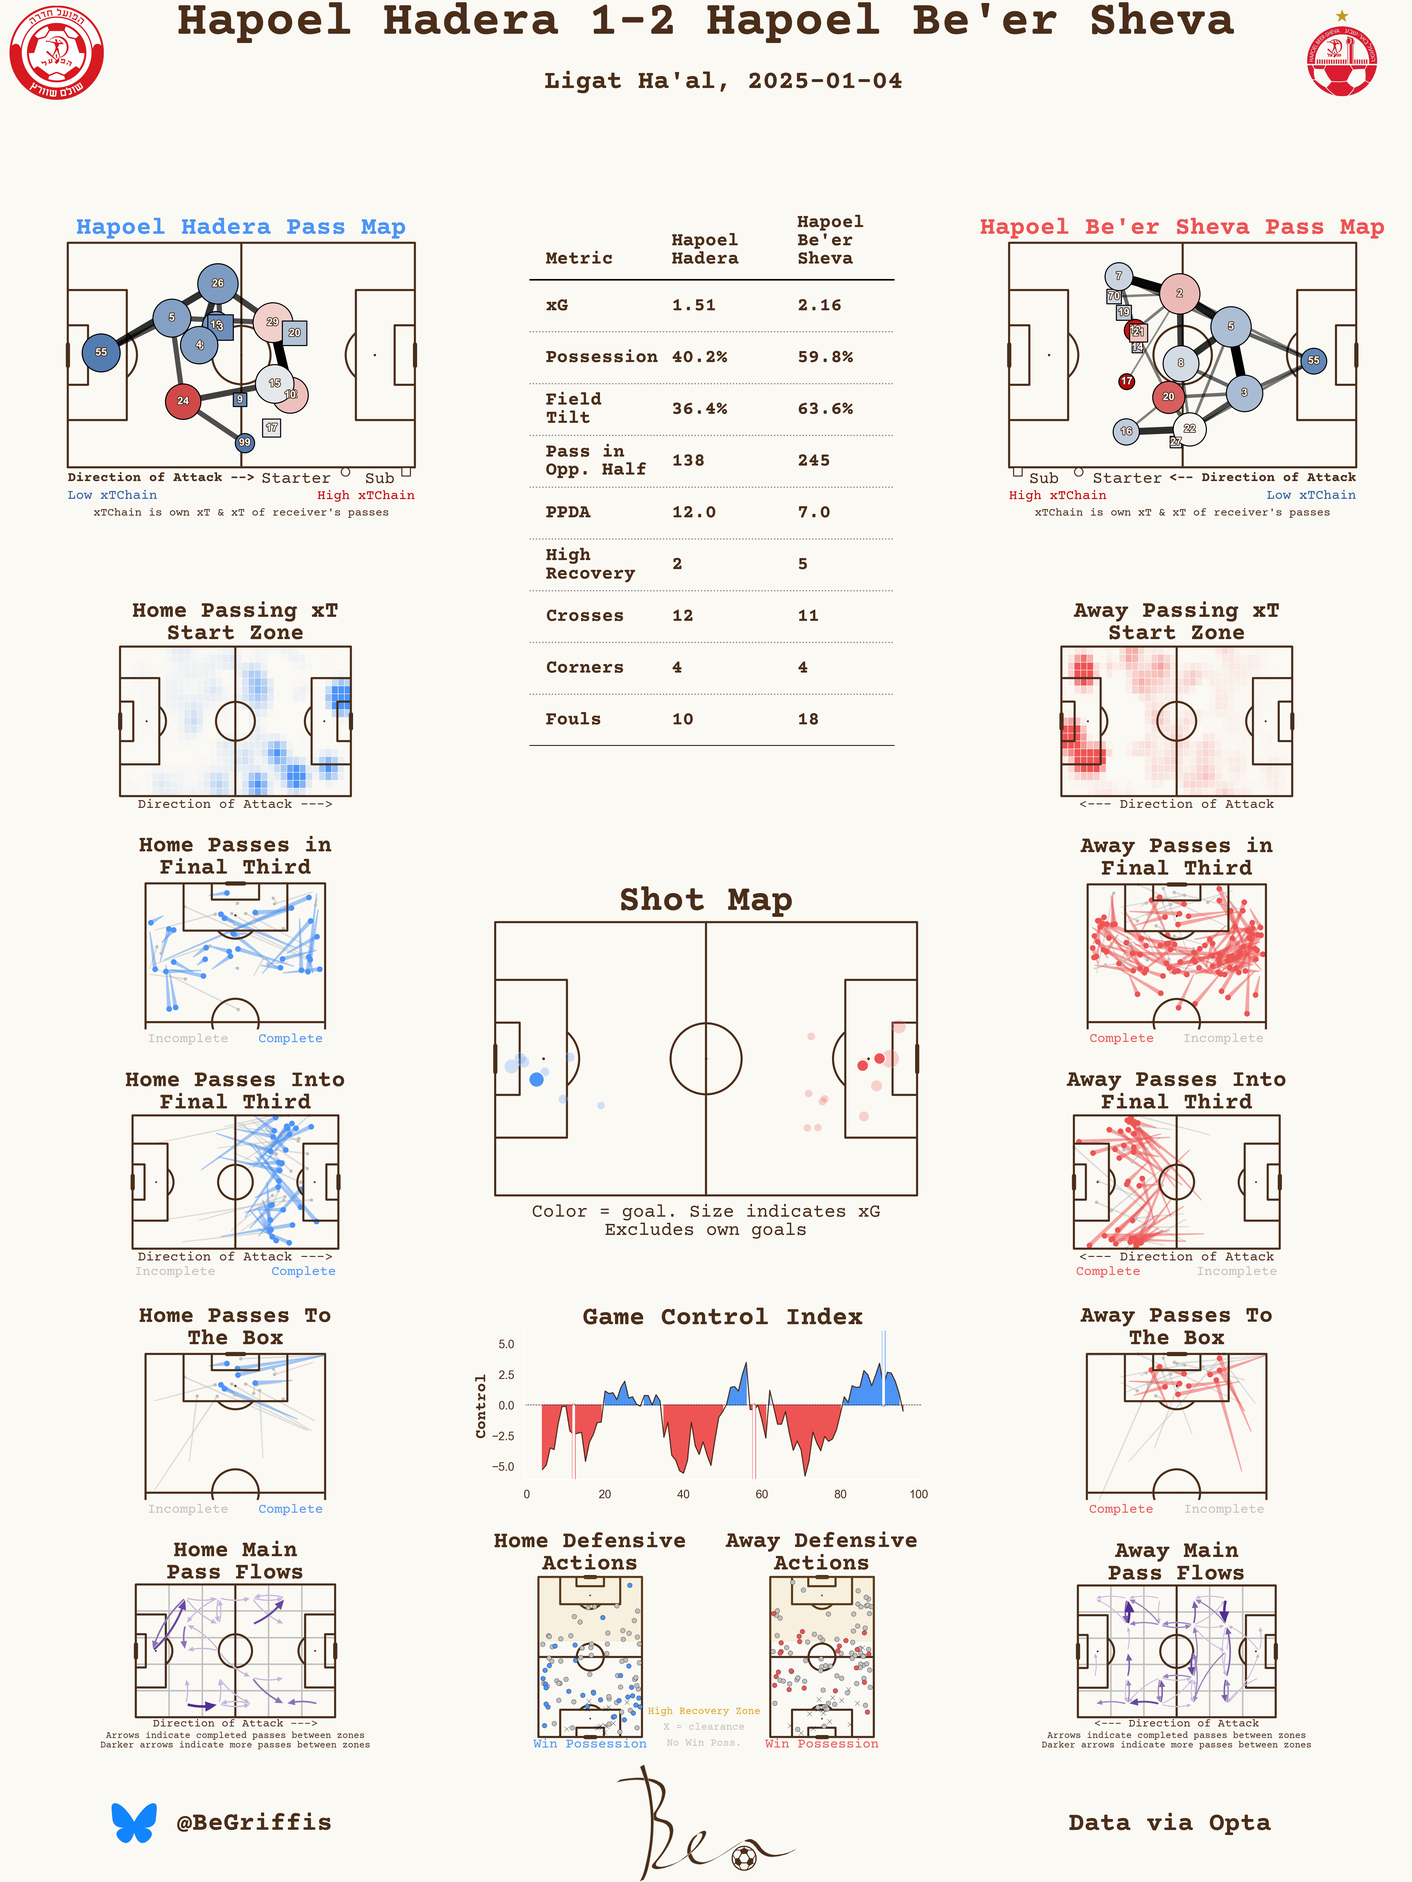 Hapoel Hadera 1-2 Hapoel Be'er Sheva
Ligat Ha'al, 2025-01-04
הפועל חדרה
הפועל
שולם שוורץ
Hapoel Hadera Pass Map
26
5
3
4
29
20
55
15
24
9
17
99
Direction of Attack --> Starter Sub
Low xTChain High xTChain
xTChain is own xT & xT of receiver's passes
Metric Hapoel Hadera Hapoel Be'er Sheva
xG 1.51 2.16
Possession 40.2% 59.8%
Field Tilt 36.4% 63.6%
Pass in Opp. Half 138 245
PPDA 12.0 7.0
High Recovery 2 5
Crosses 12 11
Corners 4 4
Fouls 10 18
Hapoel Be'er Sheva Pass Map
7
70
2
19
5
21
14
8
55
17
20
3
16
22
27
Sub Starter <-- Direction of Attack
High xTChain Low xTChain
xTChain is own xT & xT of receiver's passes
Home Passing xT
Start Zone
Direction of Attack --->
Away Passing xT
Start Zone
<--- Direction of Attack
Home Passes in
Final Third
Incomplete Complete
Away Passes in
Final Third
Complete Incomplete
Shot Map
Color = goal. Size indicates xG
Excludes own goals
Home Passes Into
Final Third
Direction of Attack --->
Incomplete Complete
Away Passes Into
Final Third
<--- Direction of Attack
Complete Incomplete
Home Passes To
The Box
Incomplete Complete
Game Control Index
Control
5.0
2.5
0.0
−2.5
−5.0
0 20 40 60 80 100
Away Passes To
The Box
Complete Incomplete
Home Main
Pass Flows
Direction of Attack --->
Arrows indicate completed passes between zones
Darker arrows indicate more passes between zones
Home Defensive
Actions
Win Possession
Away Defensive
Actions
Win Possession
High Recovery Zone
X = clearance
No Win Poss.
Away Main
Pass Flows
<--- Direction of Attack
Arrows indicate completed passes between zones
Darker arrows indicate more passes between zones
@BeGriffis
Ben
Data via Opta